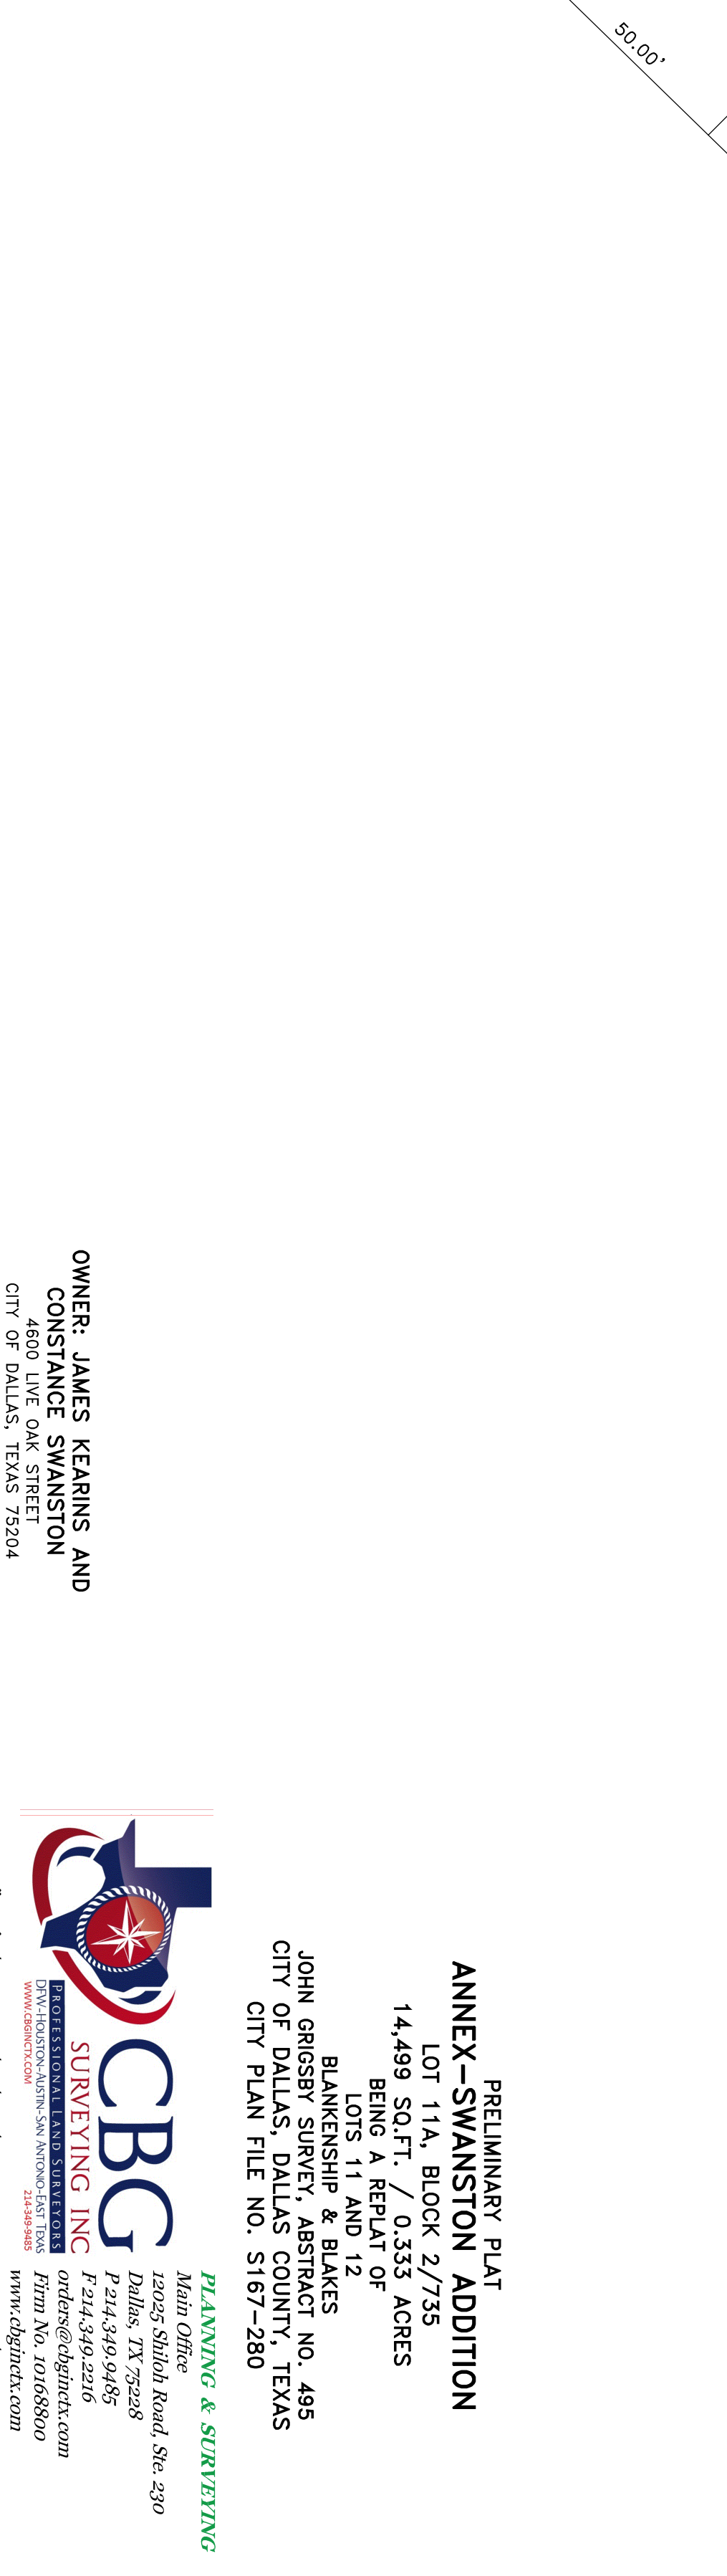 50.00'
PRELIMINARY PLAT
ANNEX-SWANSTON ADDITION
LOT 11A, BLOCK 2/735
14,499 SQ.FT. / 0.333 ACRES
BEING A REPLAT OF
LOTS 11 AND 12
BLANKENSHIP & BLAKES
JOHN GRIGSBY SURVEY, ABSTRACT NO. 495
CITY OF DALLAS, DALLAS COUNTY, TEXAS
CITY PLAN FILE NO. S167-280
OWNER: JAMES KEARINS AND
CONSTANCE SWANSTON
4600 LIVE OAK STREET
CITY OF DALLAS, TEXAS 75204
CBG
SURVEYING INC
PROFESSIONAL LAND SURVEYORS
DFW-HOUSTON-AUSTIN-SAN ANTONIO-EAST TEXAS
WWW.CBGINCTX.COM 214-349-9485
PLANNING & SURVEYING
Main Office
12025 Shiloh Road, Ste. 230
Dallas, TX 75228
P 214.349.9485
F 214.349.2216
orders@cbginctx.com
Firm No. 10168800
www.cbginctx.com